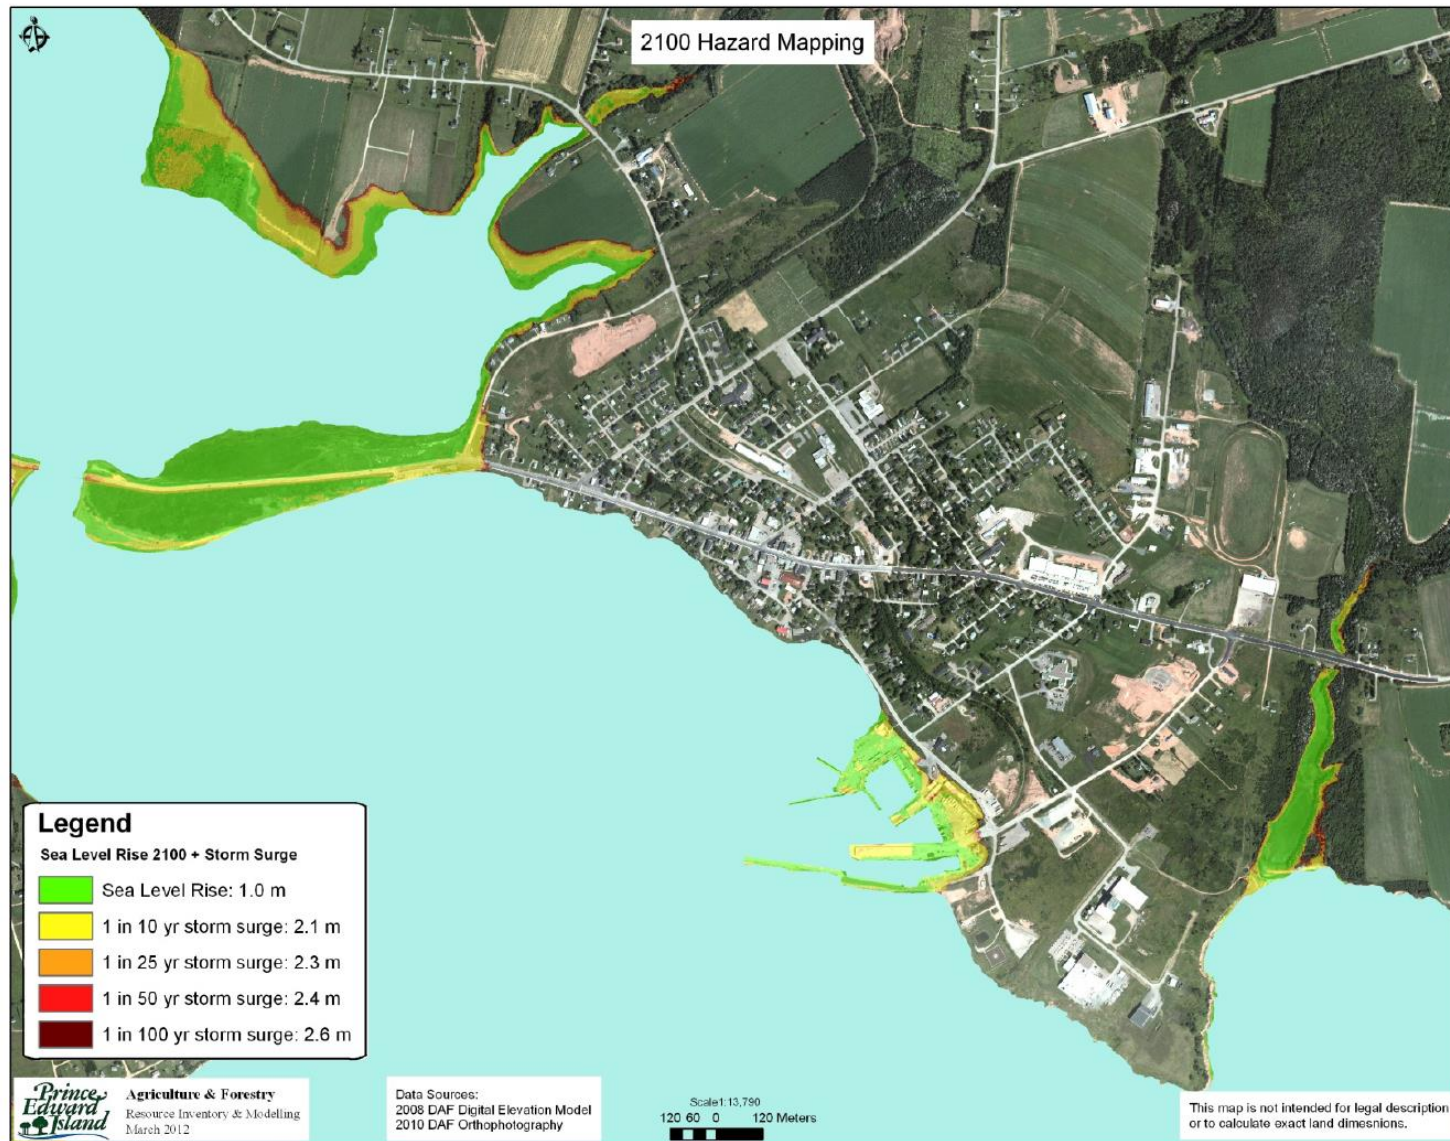 2100 Hazard Mapping
Legend
Sea Level Rise 2100 + Storm Surge
Sea Level Rise: 1.0 m
1 in 10 yr storm surge: 2.1 m
1 in 25 yr storm surge: 2.3 m
1 in 50 yr storm surge: 2.4 m
1 in 100 yr storm surge: 2.6 m
Prince
Edward
Island
Agriculture & Forestry
Resource Inventory & Modelling
March 2012
Data Sources:
2008 DAF Digital Elevation Model
2010 DAF Orthophotography
Scale1:13,790
120 60 0 120 Meters
This map is not intended for legal description
or to calculate exact land dimesnions.